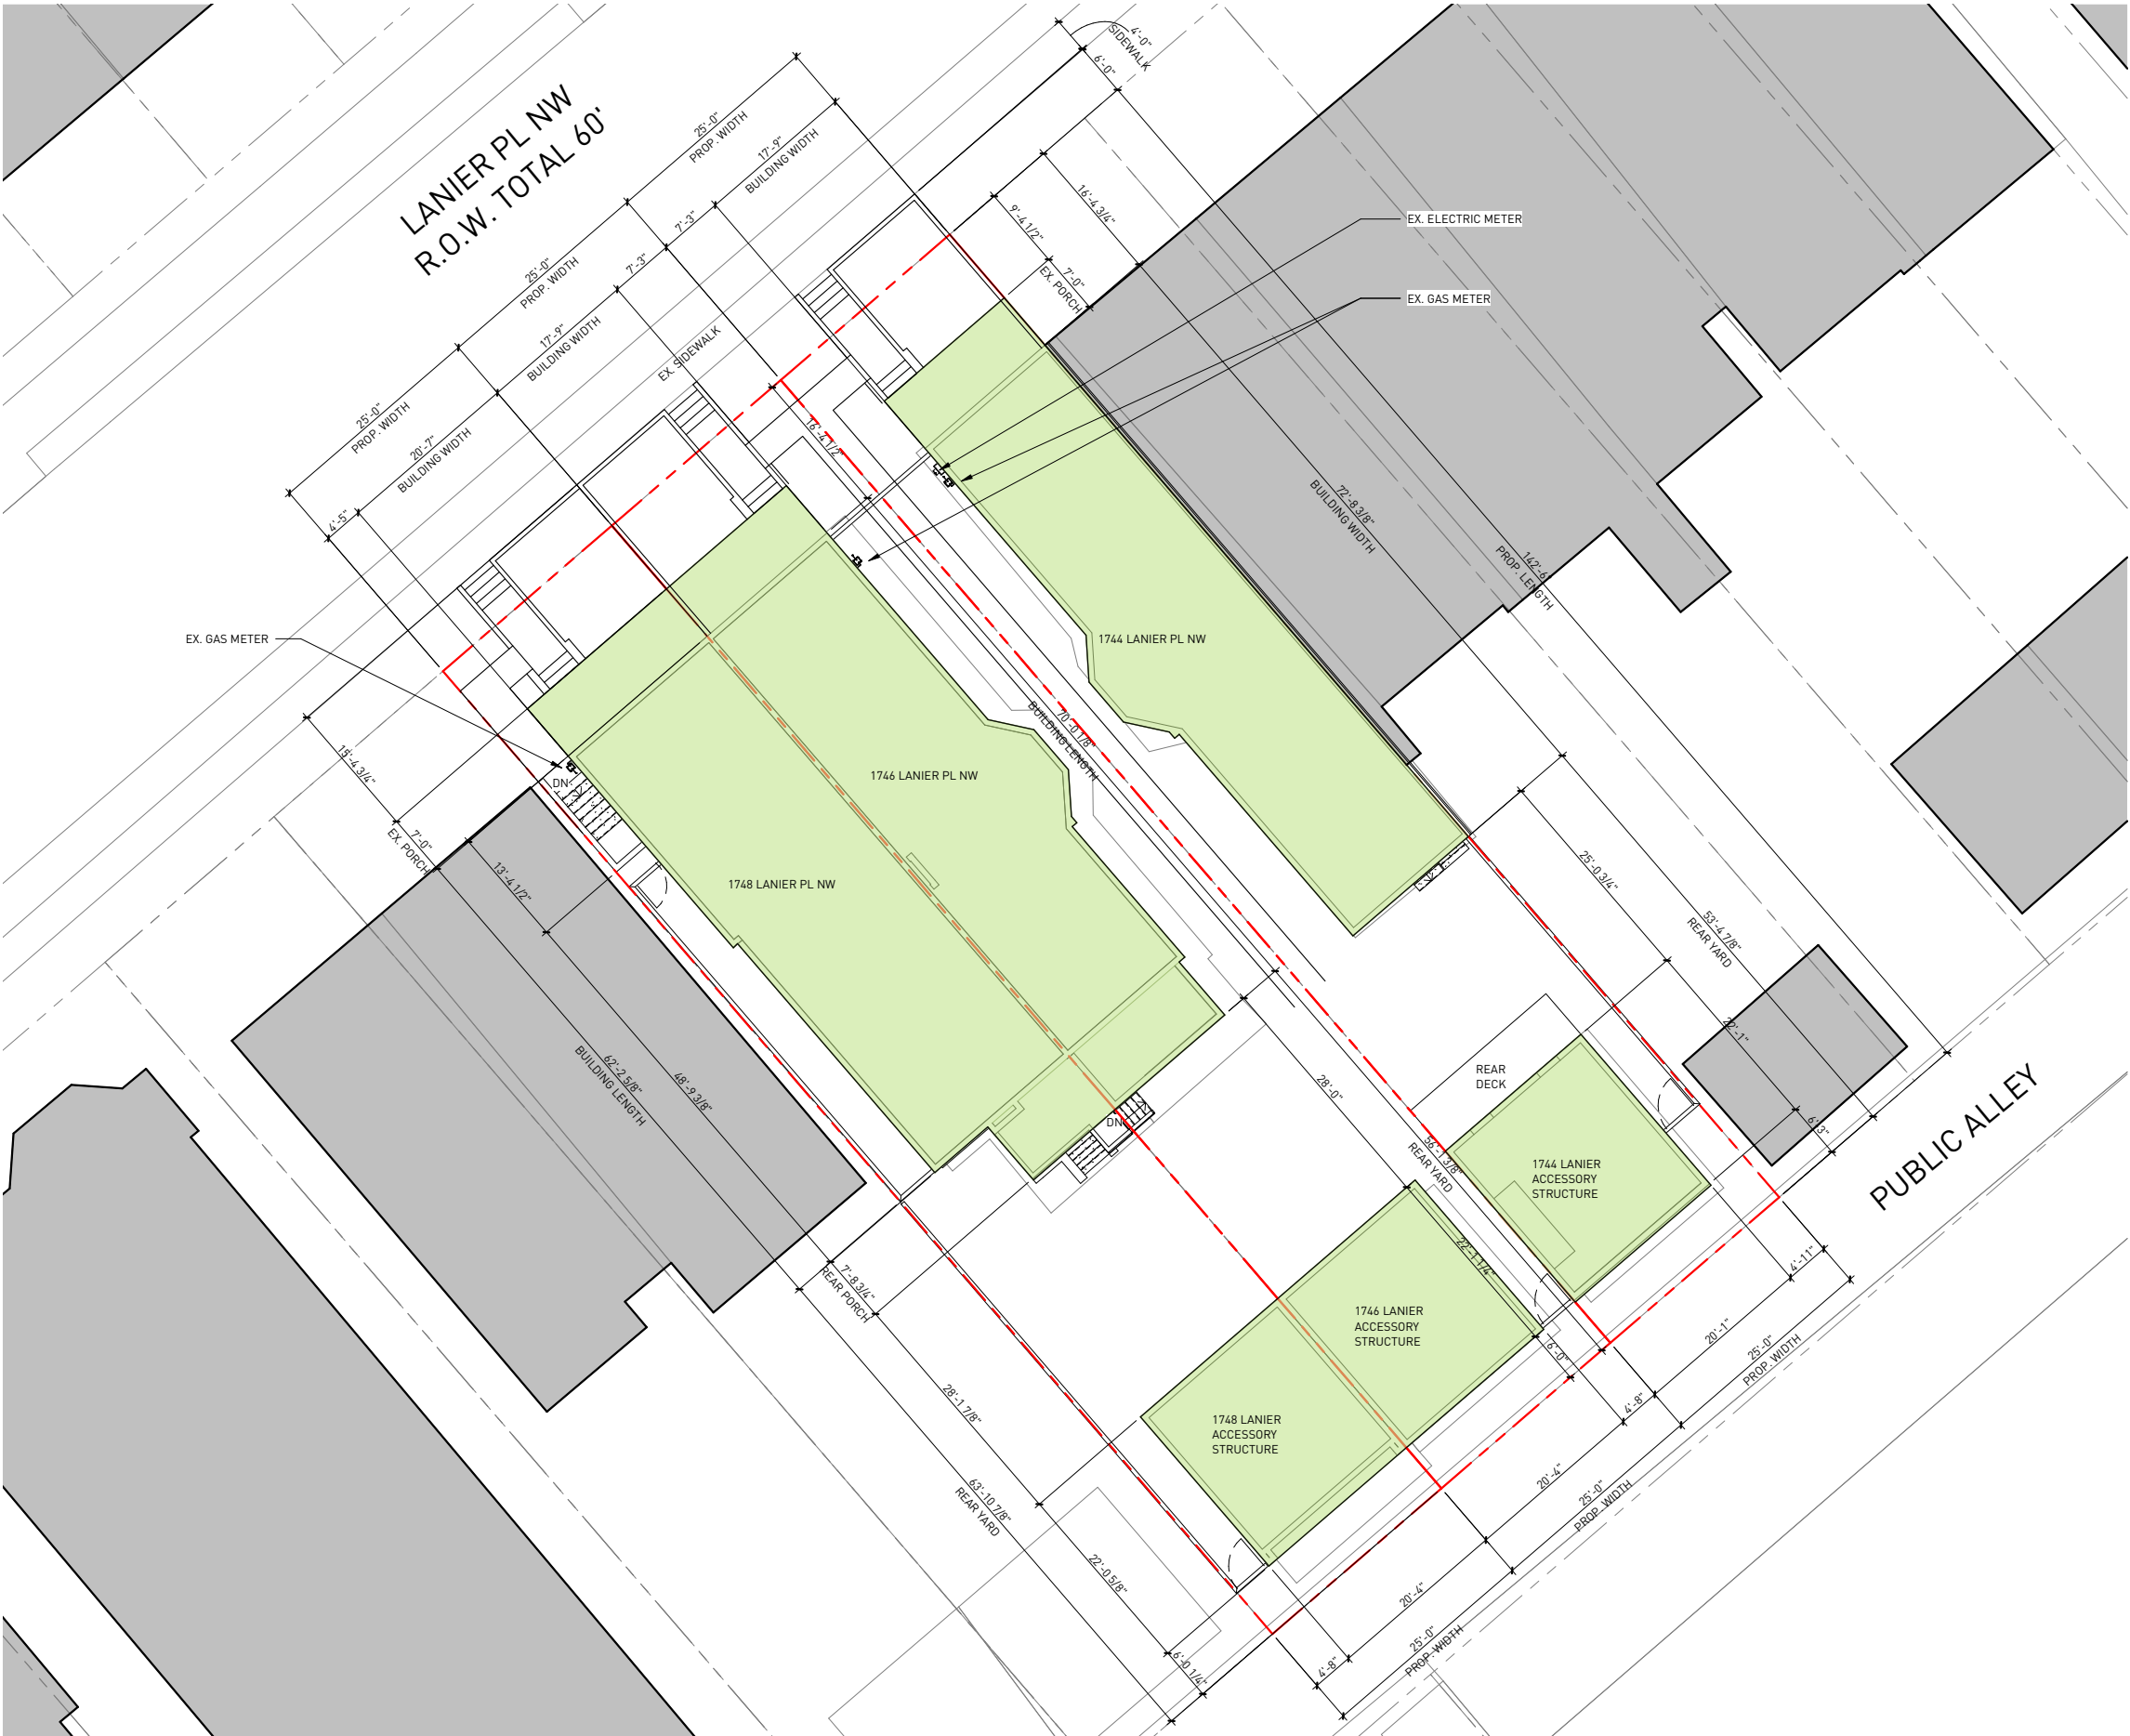 LANIER PL NW
R.O.W. TOTAL 60'
4'-0"
SIDEWALK
6'-0"
25'-0"
PROP. WIDTH
17'-9"
BUILDING WIDTH
7'-3"
25'-0"
PROP. WIDTH
7'-3"
17'-9"
BUILDING WIDTH
25'-0"
PROP. WIDTH
20'-7"
BUILDING WIDTH
4'-5"
EX. SIDEWALK
16'-4 3/4"
9'-4 1/2"
7'-0"
EX. PORCH
EX. ELECTRIC METER
EX. GAS METER
16'-4 1/2"
72'-8 3/8"
BUILDING WIDTH
142'-6"
PROP. LENGTH
EX. GAS METER
1744 LANIER PL NW
70'-0 1/8"
BUILDING LENGTH
1746 LANIER PL NW
1748 LANIER PL NW
DN
15'-4 3/4"
7'-0"
EX. PORCH
13'-4 1/2"
25'-0 3/4"
53'-4 7/8"
REAR YARD
22'-1"
6'-3"
62'-2 5/8"
BUILDING LENGTH
48'-9 3/8"
28'-0"
REAR
DECK
DN
56'-1 3/8"
REAR YARD
1744 LANIER
ACCESSORY
STRUCTURE
PUBLIC ALLEY
22'-1 1/4"
7'-8 3/4"
REAR PORCH
1746 LANIER
ACCESSORY
STRUCTURE
6'-0"
4'-11"
20'-1"
25'-0"
PROP. WIDTH
4'-8"
28'-1 7/8"
1748 LANIER
ACCESSORY
STRUCTURE
20'-4"
25'-0"
PROP. WIDTH
63'-10 7/8"
REAR YARD
22'-0 5/8"
20'-4"
25'-0"
PROP. WIDTH
4'-8"
6'-0 1/4"